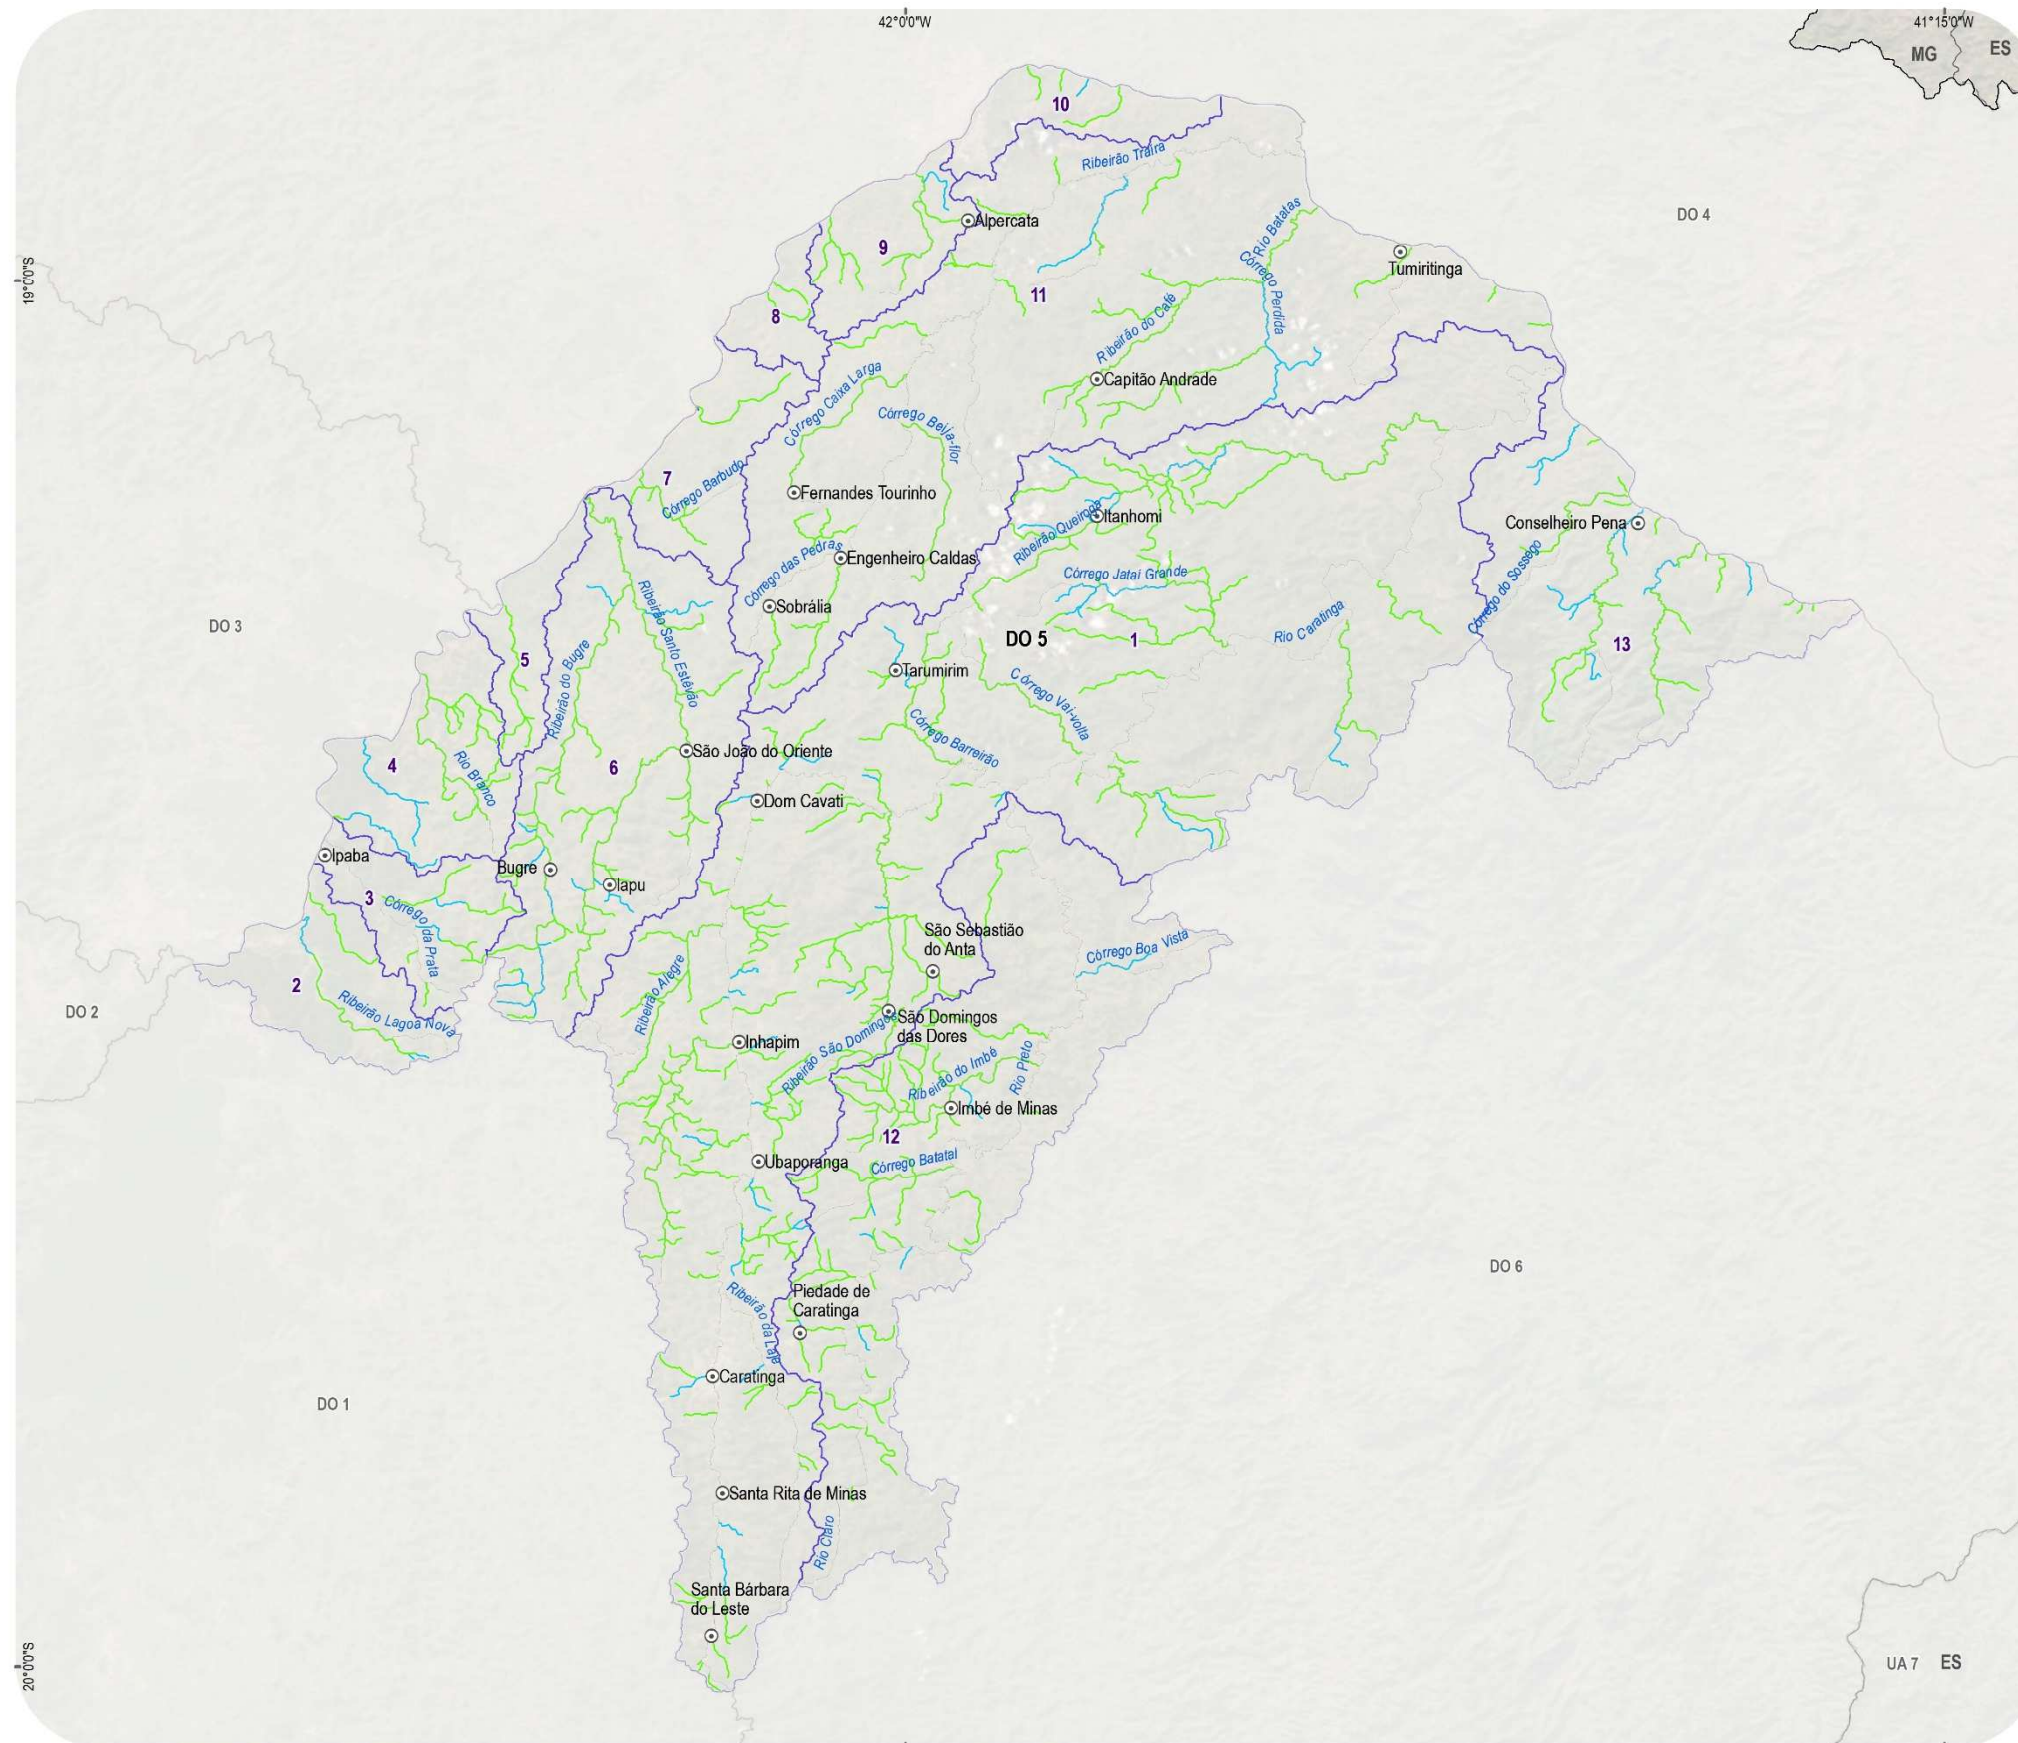 42°0'0"W
41°15'0"W
MG
ES
10
Ribeirão Traíra
DO 4
Alpercata
Rio Batatas
9
Córrego Perdida
Tumiritinga
19°0'0"S
11
8
Ribeirão do Café
Capitão Andrade
Córrego Caixa Larga
Córrego Beija-flor
7
Córrego Barbudo
Fernandes Tourinho
Ribeirão Queiroga
Itanhomi
Conselheiro Pena
Córrego das Pedras
Engenheiro Caldas
Córrego Jataí Grande
Córrego do Sossego
Sobrália
DO 3
Ribeirão Santo Estêvão
Rio Caratinga
DO 5
1
13
5
Ribeirão do Bugre
Tarumirim
Córrego Vai-volta
Córrego Barreirão
São João do Oriente
4
Rio Branco
6
Dom Cavati
Ipaba
Bugre
Iapu
3
Córrego da Prata
São Sebastião
do Anta
Córrego Boa Vista
2
Ribeirão Alegre
Ribeirão Lagoa Nova
DO 2
São Domingos
das Dores
Inhapim
Ribeirão São Domingos
Ribeirão do Imbé
Rio Preto
Imbé de Minas
12
Ubaporanga
Córrego Batatal
DO 6
Ribeirão da Laje
Piedade de
Caratinga
Caratinga
DO 1
Santa Rita de Minas
Rio Claro
Santa Bárbara
do Leste
20°0'0"S
UA 7
ES